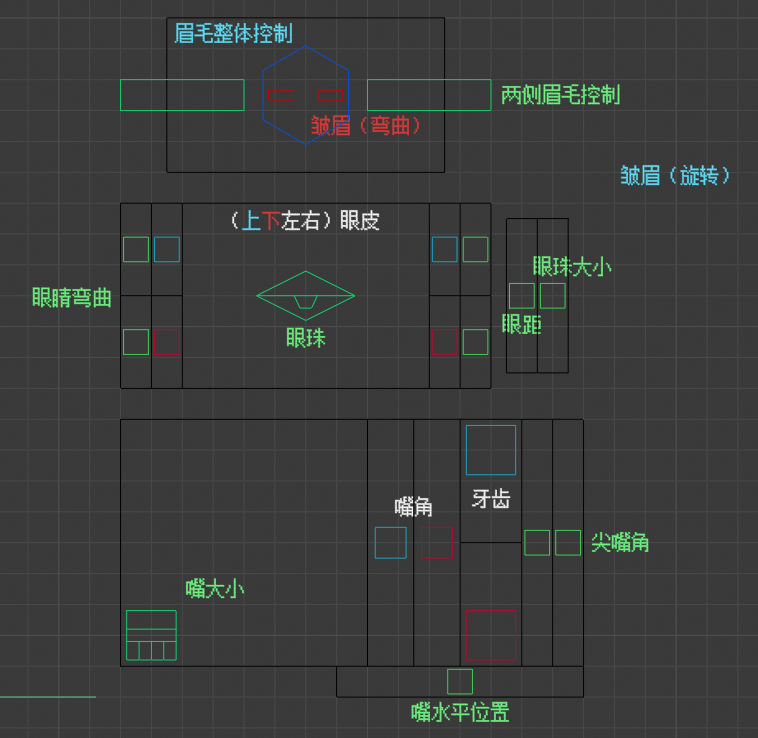 眉毛整体控制
两侧眉毛控制
皱眉（弯曲）
皱眉（旋转）
（上下左右）眼皮
眼珠大小
眼睛弯曲
眼距
眼珠
牙齿
嘴角
尖嘴角
嘴大小
嘴水平位置